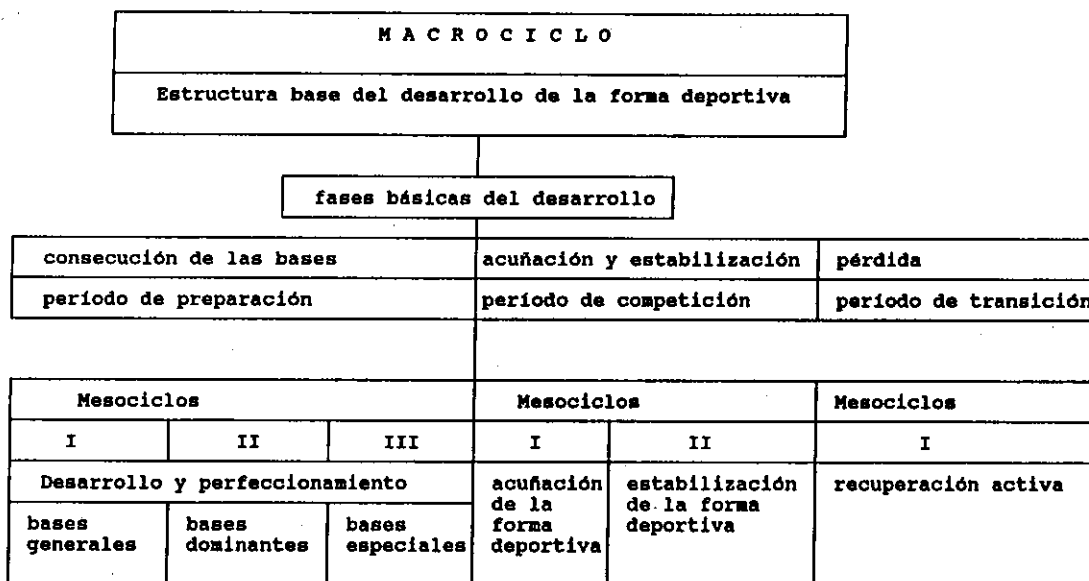 M A C R O C I C L O
Estructura base del desarrollo de la forma deportiva
fases básicas del desarrollo
consecución de las bases acuñación y estabilización pérdida
período de preparación período de competición período de transición
Mesociclos Mesociclos Mesociclos
I II III I II I
Desarrollo y perfeccionamiento
bases generales
bases dominantes
bases especiales
acuñación
de la
forma
deportiva
estabilización
de la forma
deportiva
recuperación activa